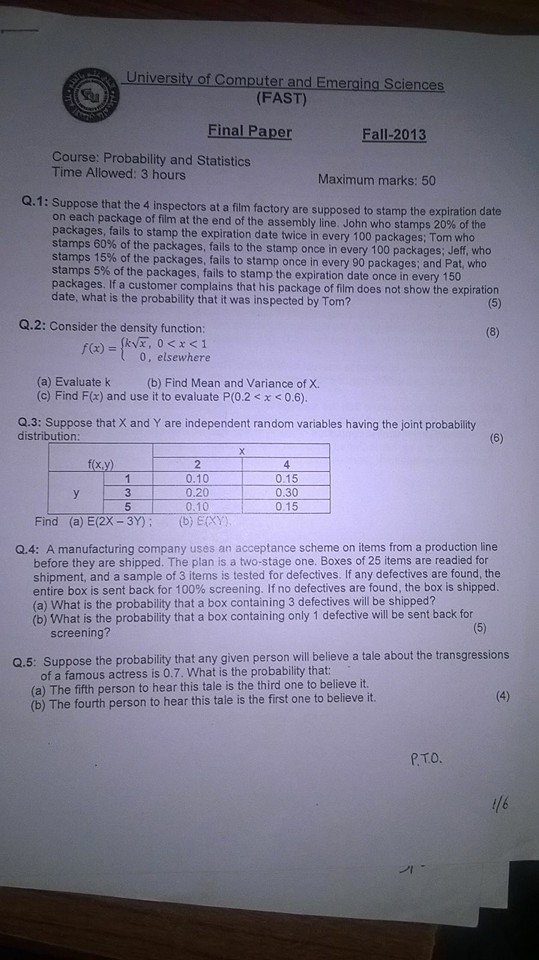 University of Computer and Emerging Sciences
(FAST)
Final Paper Fall-2013
Course: Probability and Statistics
Time Allowed: 3 hours Maximum marks: 50
Q.1: Suppose that the 4 inspectors at a film factory are supposed to stamp the expiration date
on each package of film at the end of the assembly line. John who stamps 20% of the
packages, fails to stamp the expiration date twice in every 100 packages; Tom who
stamps 60% of the packages, fails to the stamp once in every 100 packages; Jeff, who
stamps 15% of the packages, fails to stamp once in every 90 packages; and Pat, who
stamps 5% of the packages, fails to stamp the expiration date once in every 150
packages. If a customer complains that his package of film does not show the expiration
date, what is the probability that it was inspected by Tom? (5)
Q.2: Consider the density function: (8)
f(x) = {k√x, 0 < x < 1
0, elsewhere
(a) Evaluate k (b) Find Mean and Variance of X.
(c) Find F(x) and use it to evaluate P(0.2 < x < 0.6).
Q.3: Suppose that X and Y are independent random variables having the joint probability
distribution: (6)
x
f(x,y) 2 4
1 0.10 0.15
y 3 0.20 0.30
5 0.10 0.15
Find (a) E(2X – 3Y) ; (b) E(XY).
Q.4: A manufacturing company uses an acceptance scheme on items from a production line
before they are shipped. The plan is a two-stage one. Boxes of 25 items are readied for
shipment, and a sample of 3 items is tested for defectives. If any defectives are found, the
entire box is sent back for 100% screening. If no defectives are found, the box is shipped.
(a) What is the probability that a box containing 3 defectives will be shipped?
(b) What is the probability that a box containing only 1 defective will be sent back for
screening? (5)
Q.5: Suppose the probability that any given person will believe a tale about the transgressions
of a famous actress is 0.7. What is the probability that:
(a) The fifth person to hear this tale is the third one to believe it.
(b) The fourth person to hear this tale is the first one to believe it. (4)
P.T.O.
1/6